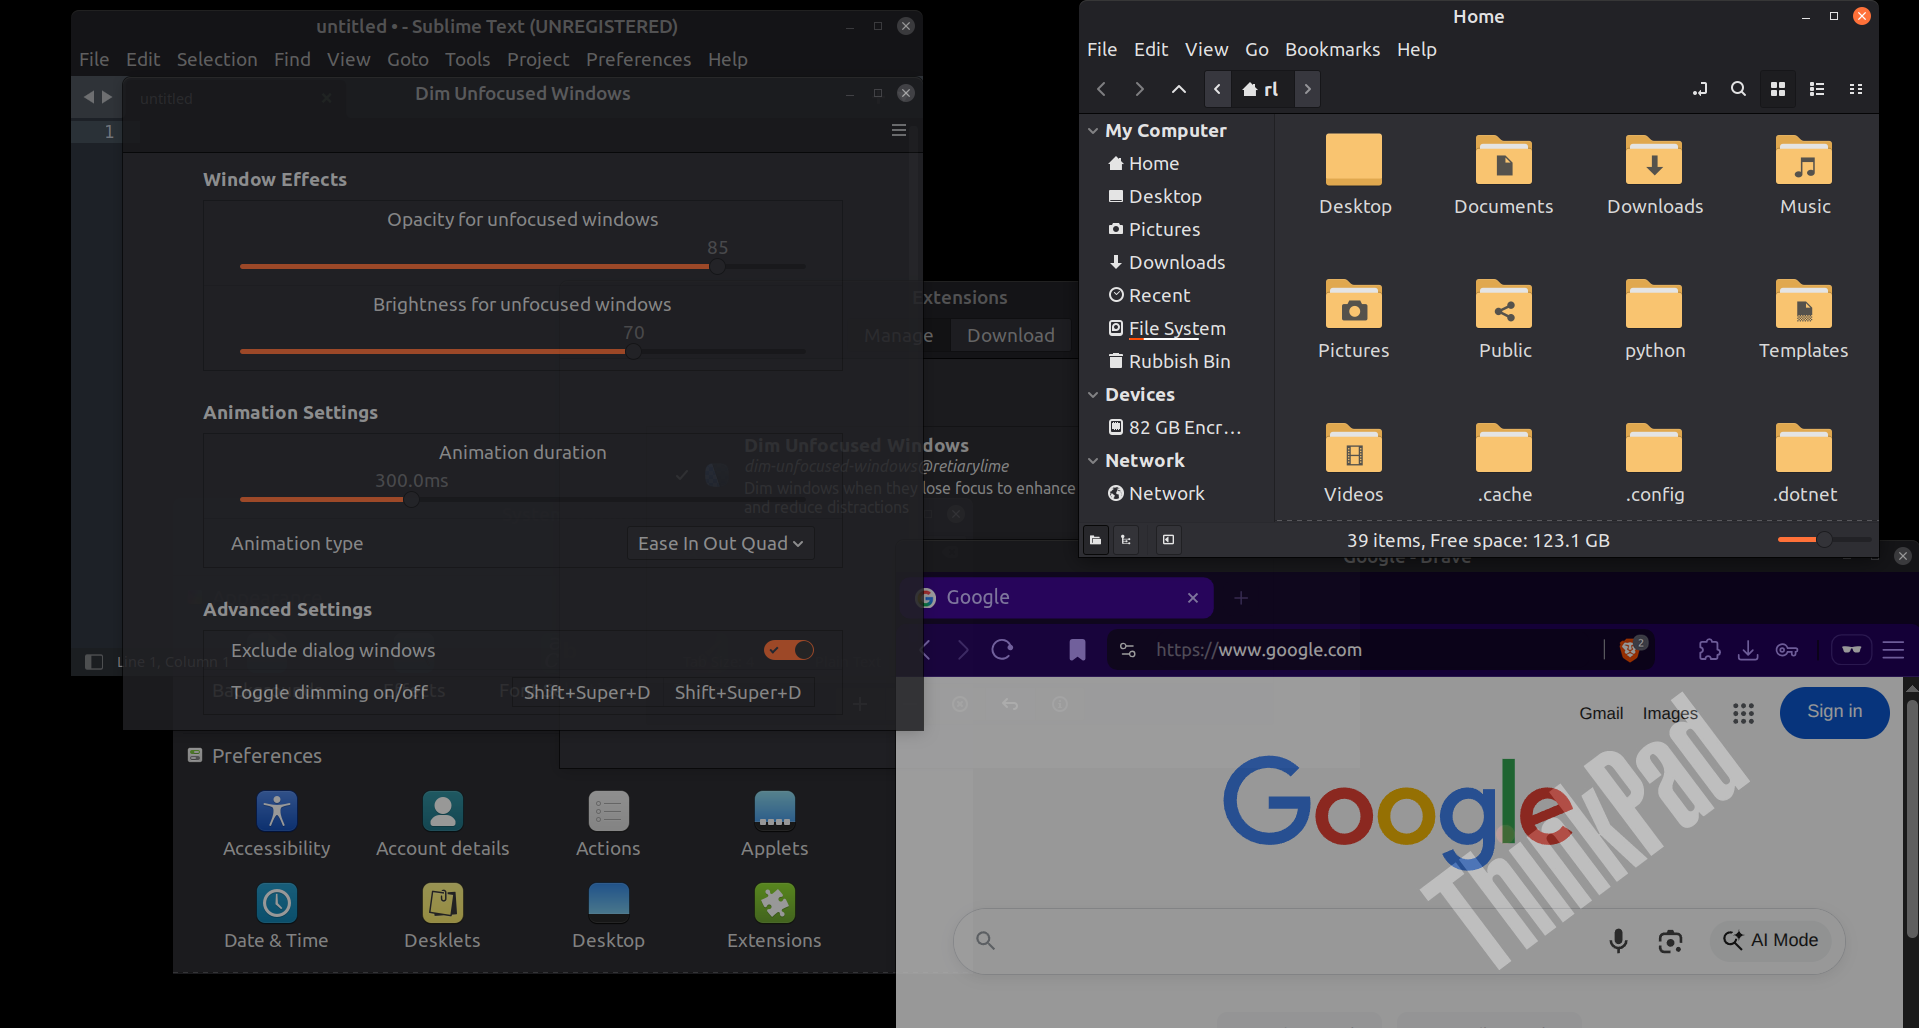 untitled • - Sublime Text (UNREGISTERED)
File Edit Selection Find View Goto Tools Project Preferences Help
untitled
1
Line 1, Column 1
Dim Unfocused Windows
Window Effects
Opacity for unfocused windows
85
Brightness for unfocused windows
70
Animation Settings
Animation duration
300.0ms
Animation type
Ease In Out Quad
Advanced Settings
Exclude dialog windows
Toggle dimming on/off
Shift+Super+D Shift+Super+D
Extensions
Manage Download
Dim Unfocused Windows
dim-unfocused-windows@retiarylime
Dim windows when they lose focus to enhance
and reduce distractions
Home
File Edit View Go Bookmarks Help
rl
My Computer
Home
Desktop
Pictures
Downloads
Recent
File System
Rubbish Bin
Devices
82 GB Encr...
Network
Network
Desktop Documents Downloads Music
Pictures Public python Templates
Videos .cache .config .dotnet
39 items, Free space: 123.1 GB
Google - Brave
Google
https://www.google.com
2
Gmail Images Sign in
Google
ThinkPad
AI Mode
Preferences
Accessibility Account details Actions Applets
Date & Time Desklets Desktop Extensions